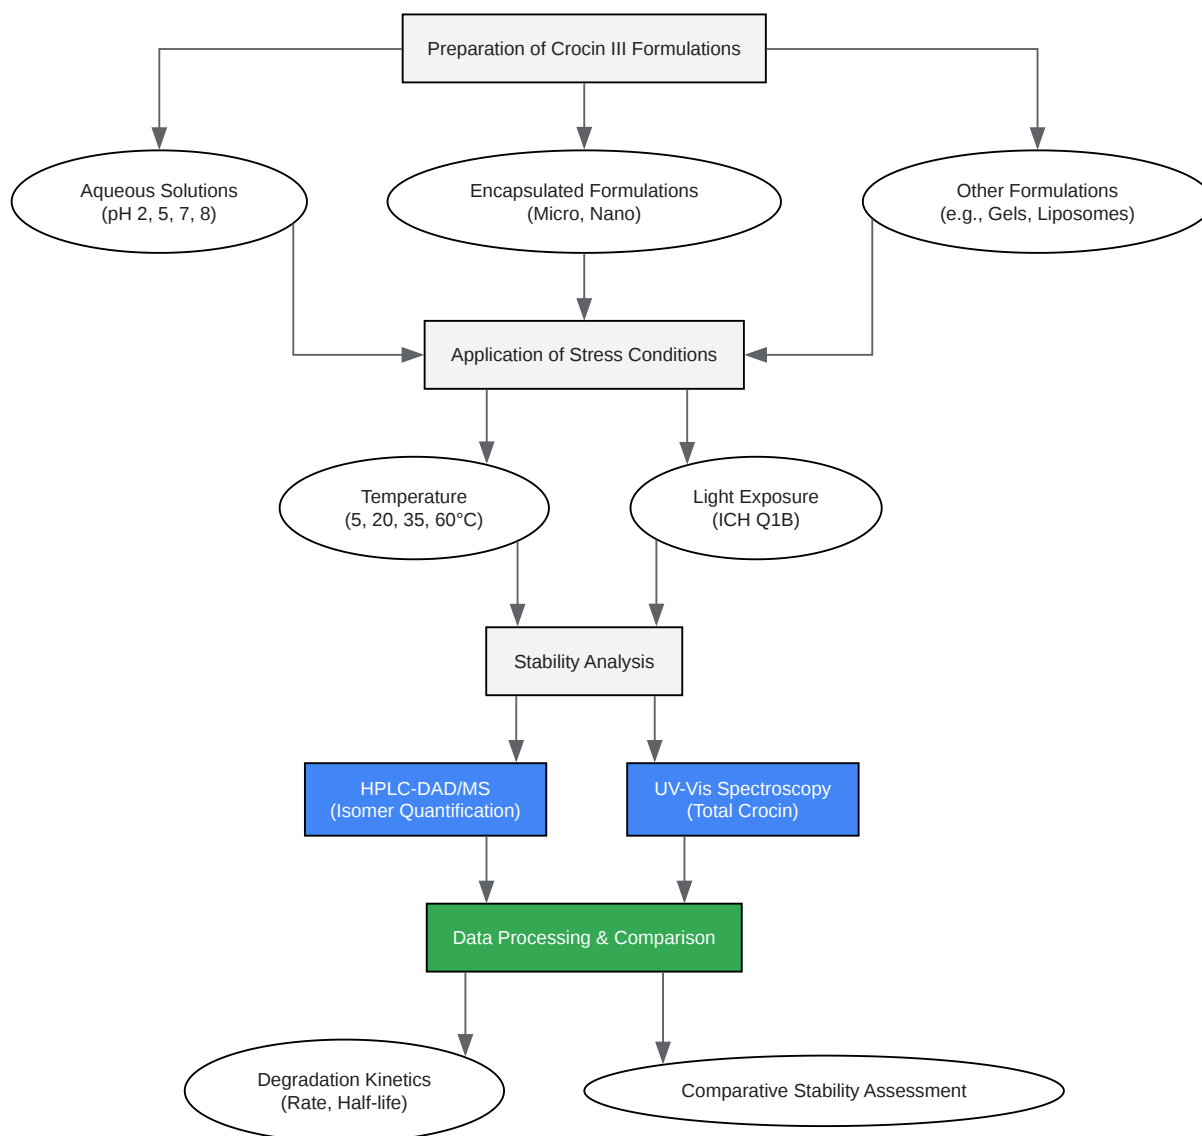 Preparation of Crocin III Formulations
Aqueous Solutions
(pH 2, 5, 7, 8)
Encapsulated Formulations
(Micro, Nano)
Other Formulations
(e.g., Gels, Liposomes)
Application of Stress Conditions
Temperature
(5, 20, 35, 60°C)
Light Exposure
(ICH Q1B)
Stability Analysis
HPLC-DAD/MS
(Isomer Quantification)
UV-Vis Spectroscopy
(Total Crocin)
Data Processing & Comparison
Degradation Kinetics
(Rate, Half-life)
Comparative Stability Assessment